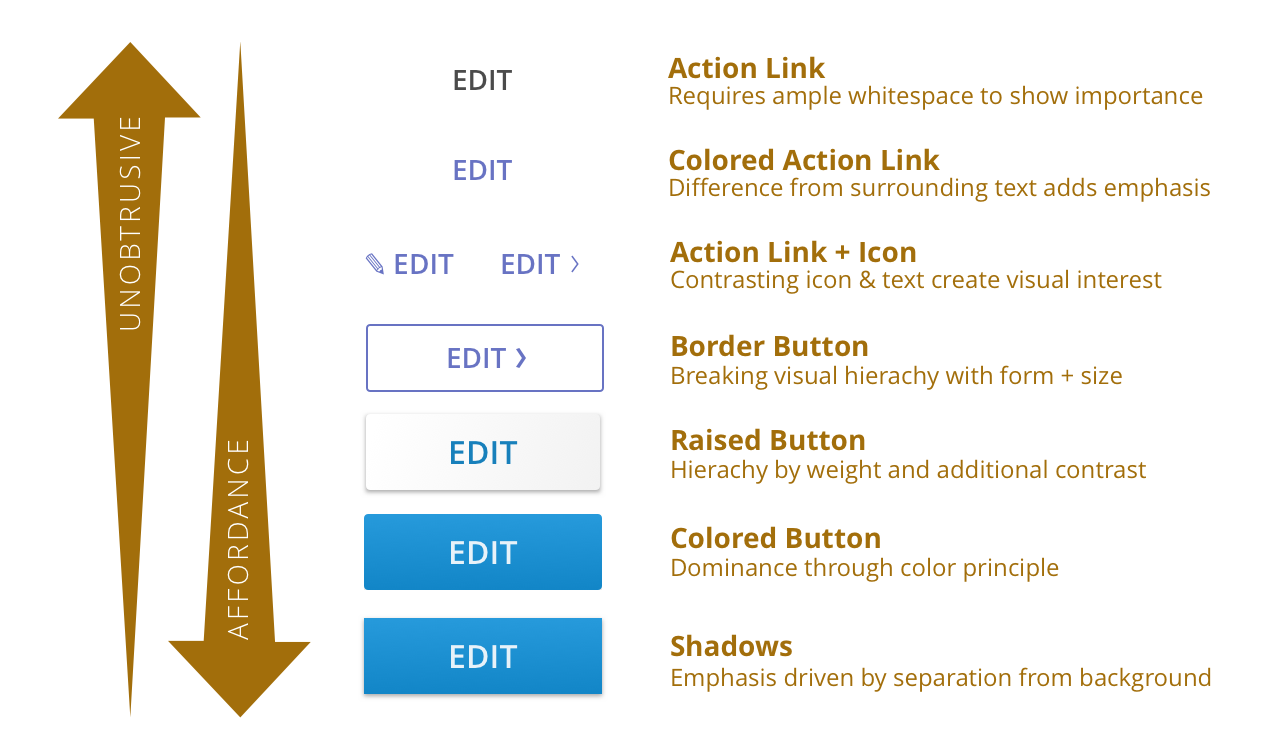 UNOBTRUSIVE
AFFORDANCE
EDIT
Action Link
Requires ample whitespace to show importance
EDIT
Colored Action Link
Difference from surrounding text adds emphasis
EDIT
EDIT
Action Link + Icon
Contrasting icon & text create visual interest
EDIT
Border Button
Breaking visual hierachy with form + size
EDIT
Raised Button
Hierachy by weight and additional contrast
EDIT
Colored Button
Dominance through color principle
EDIT
Shadows
Emphasis driven by separation from background